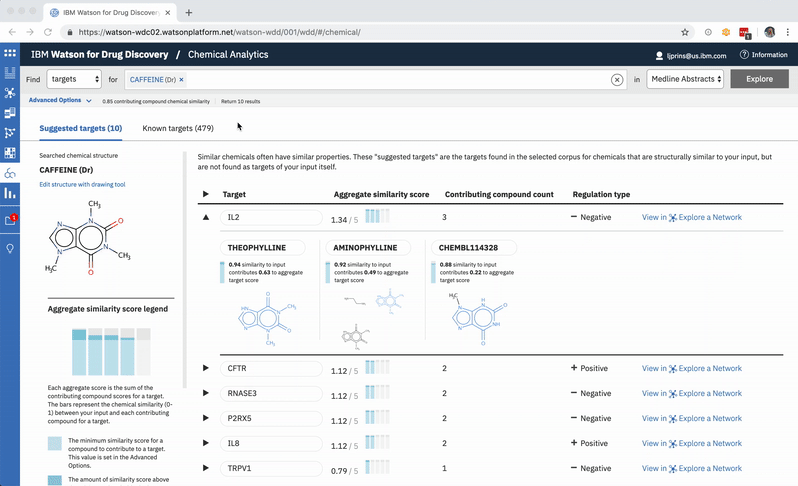 IBM Watson for Drug Discovery
https://watson-wdc02.watsonplatform.net/watson-wdd/001/wdd/#/chemical/
1
IBM Watson for Drug Discovery / Chemical Analytics
ljprins@us.ibm.com
Information
Find targets for CAFFEINE (Dr) × in Medline Abstracts Explore
Advanced Options 0.85 contributing compound chemical similarity | Return 10 results
Suggested targets (10) Known targets (479)
Searched chemical structure
CAFFEINE (Dr)
Edit structure with drawing tool
CH₃
N
N
O
N
N
CH₃
H₃C
O
Aggregate similarity score legend
Each aggregate score is the sum of the
contributing compounds scores for a target.
The bars represent the chemical similarity (0-
1) between your input and each contributing
compound for a target.
The minimum similarity score for a
compound to contribute to a target.
This value is set in the Advanced
Options.
The amount of similarity score above
Similar chemicals often have similar properties. These "suggested targets" are the targets found in the selected corpus for chemicals that are structurally similar to your input, but
are not found as targets of your input itself.
Target Aggregate similarity score Contributing compound count Regulation type
IL2 1.34 / 5 3 Negative View in Explore a Network
THEOPHYLLINE AMINOPHYLLINE CHEMBL114328
0.94 similarity to input
contributes 0.63 to aggregate
target score
0.92 similarity to input
contributes 0.49 to aggregate
target score
0.88 similarity to input
contributes 0.22 to aggregate
target score
CFTR 1.12 / 5 2 + Positive View in Explore a Network
RNASE3 1.12 / 5 2 − Negative View in Explore a Network
P2RX5 1.12 / 5 2 − Negative View in Explore a Network
IL8 1.12 / 5 2 + Positive View in Explore a Network
TRPV1 0.79 / 5 1 − Negative View in Explore a Network